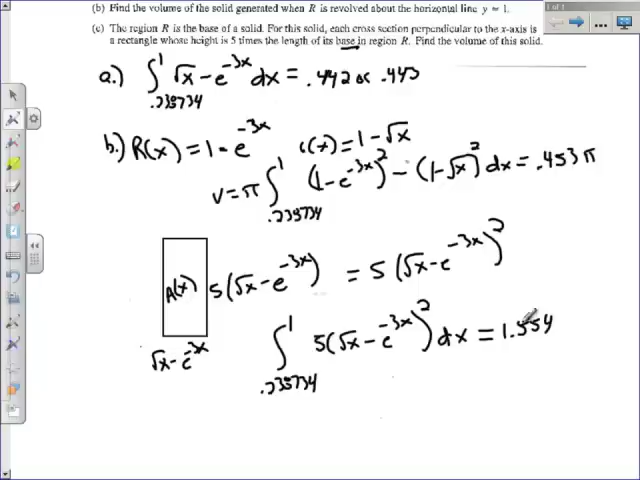 1 of 1
(b) Find the volume of the solid generated when R is revolved about the horizontal line y = 1.
(c) The region R is the base of a solid. For this solid, each cross section perpendicular to the x-axis is
a rectangle whose height is 5 times the length of its base in region R. Find the volume of this solid.
a.) ∫_{.238734}^{1} √x − e^{−3x} dx = .442 or .443
b.) R(x) = 1 − e^{−3x} r(x) = 1 − √x
V = π ∫_{.238734}^{1} (1 − e^{−3x})² − (1 − √x)² dx = .453 π
A(x) 5(√x − e^{−3x}) = 5(√x − e^{−3x})²
√x − e^{−3x}
∫_{.238734}^{1} 5(√x − e^{−3x})² dx = 1.554